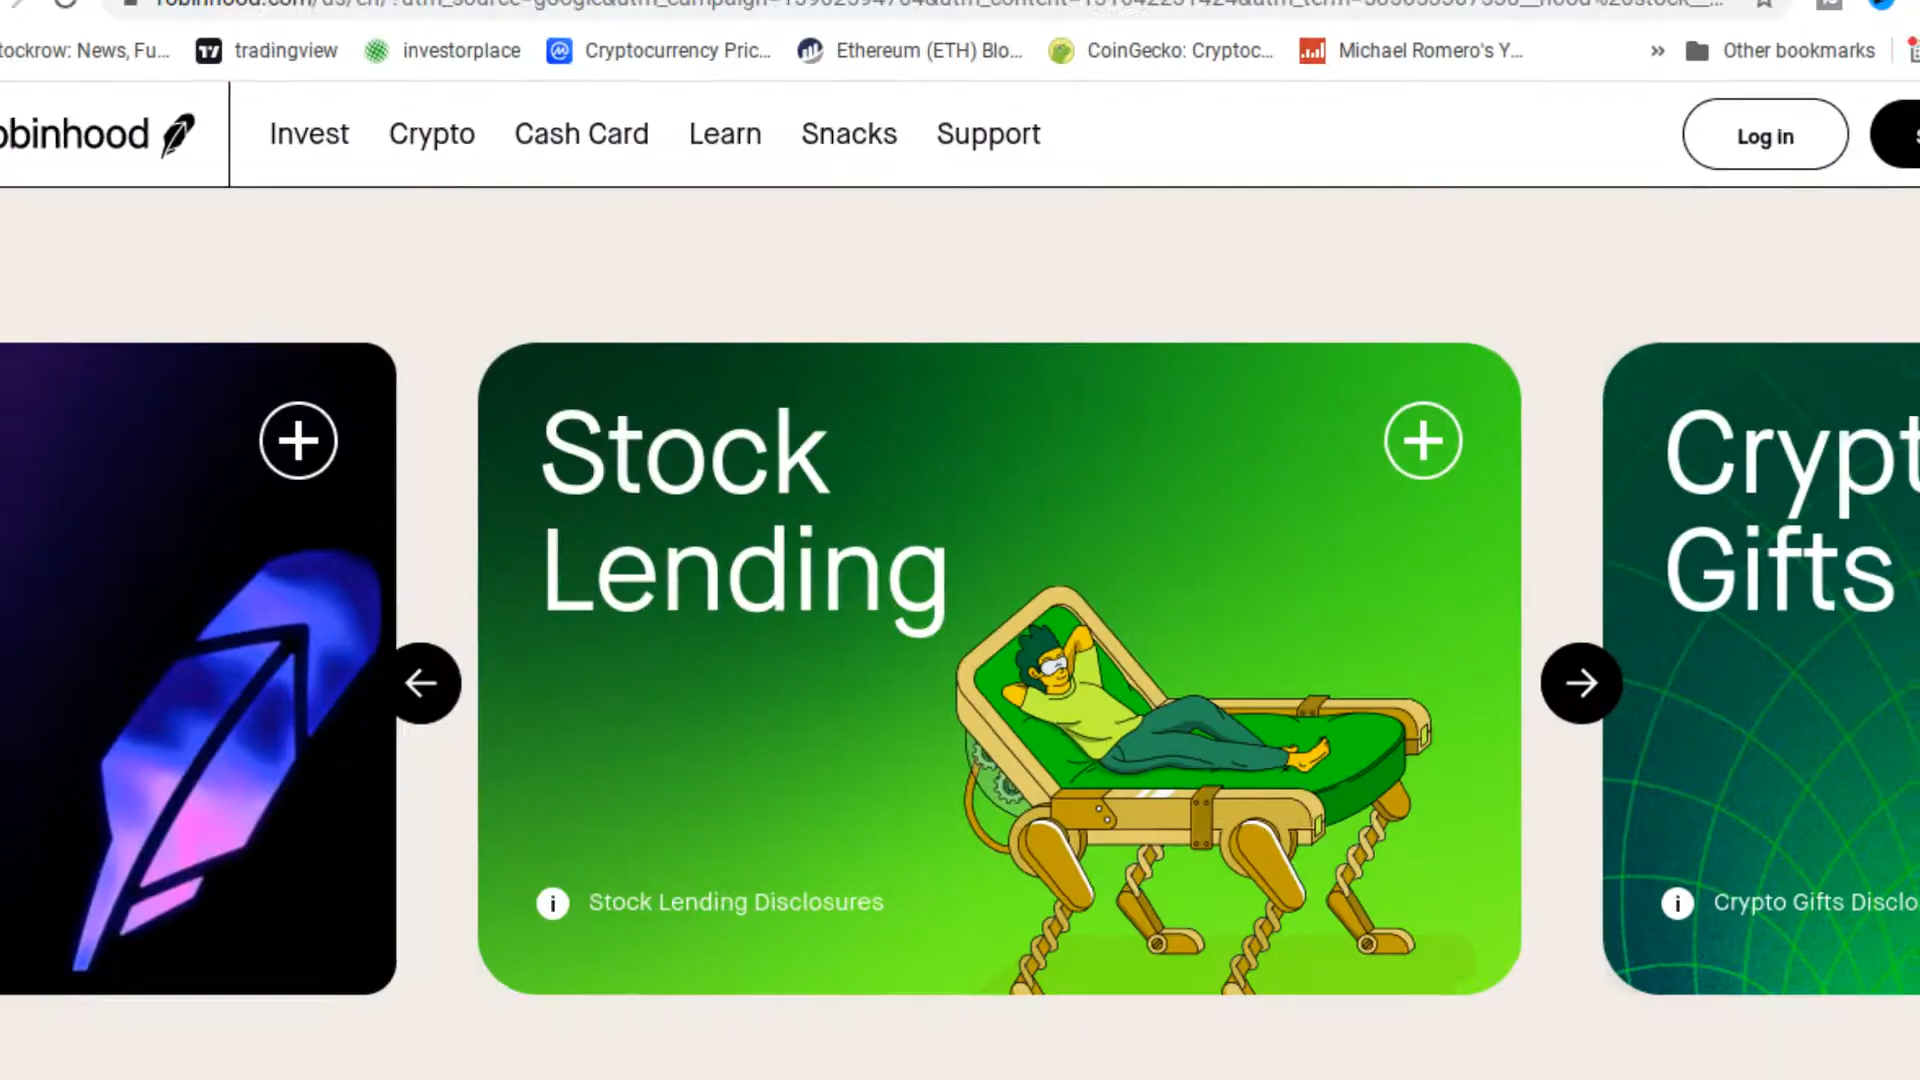 tockrow: News, Fu... tradingview investorplace Cryptocurrency Pric... Ethereum (ETH) Blo... CoinGecko: Cryptoc... Michael Romero's Y... » Other bookmarks
obinhood Invest Crypto Cash Card Learn Snacks Support Log in
Stock
Lending
Stock Lending Disclosures
Crypt
Gifts
Crypto Gifts Disclo